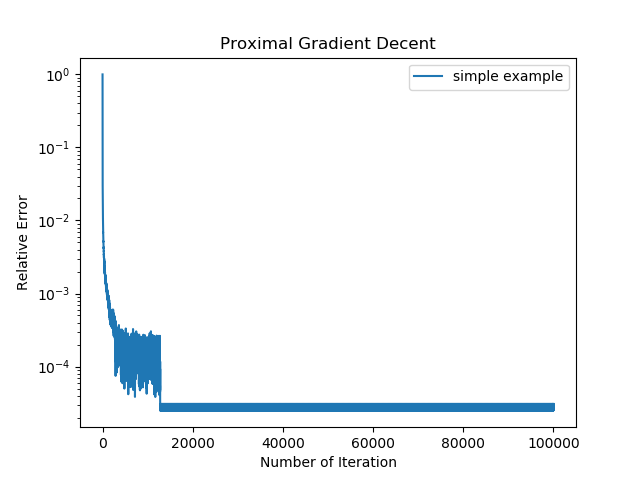 Proximal Gradient Decent
simple example
10⁰
10⁻¹
10⁻²
10⁻³
10⁻⁴
Relative Error
0 20000 40000 60000 80000 100000
Number of Iteration